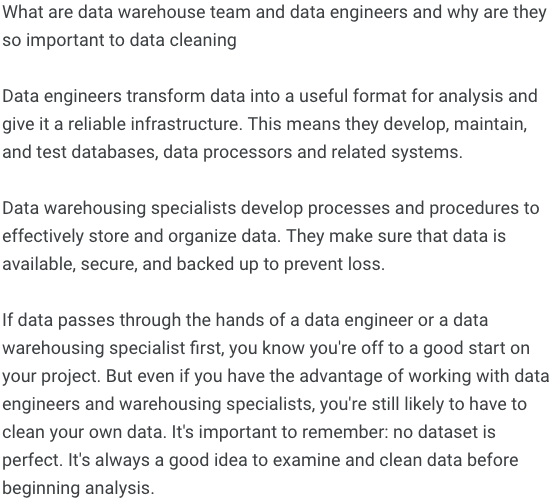 What are data warehouse team and data engineers and why are they
so important to data cleaning
Data engineers transform data into a useful format for analysis and
give it a reliable infrastructure. This means they develop, maintain,
and test databases, data processors and related systems.
Data warehousing specialists develop processes and procedures to
effectively store and organize data. They make sure that data is
available, secure, and backed up to prevent loss.
If data passes through the hands of a data engineer or a data
warehousing specialist first, you know you're off to a good start on
your project. But even if you have the advantage of working with data
engineers and warehousing specialists, you're still likely to have to
clean your own data. It's important to remember: no dataset is
perfect. It's always a good idea to examine and clean data before
beginning analysis.